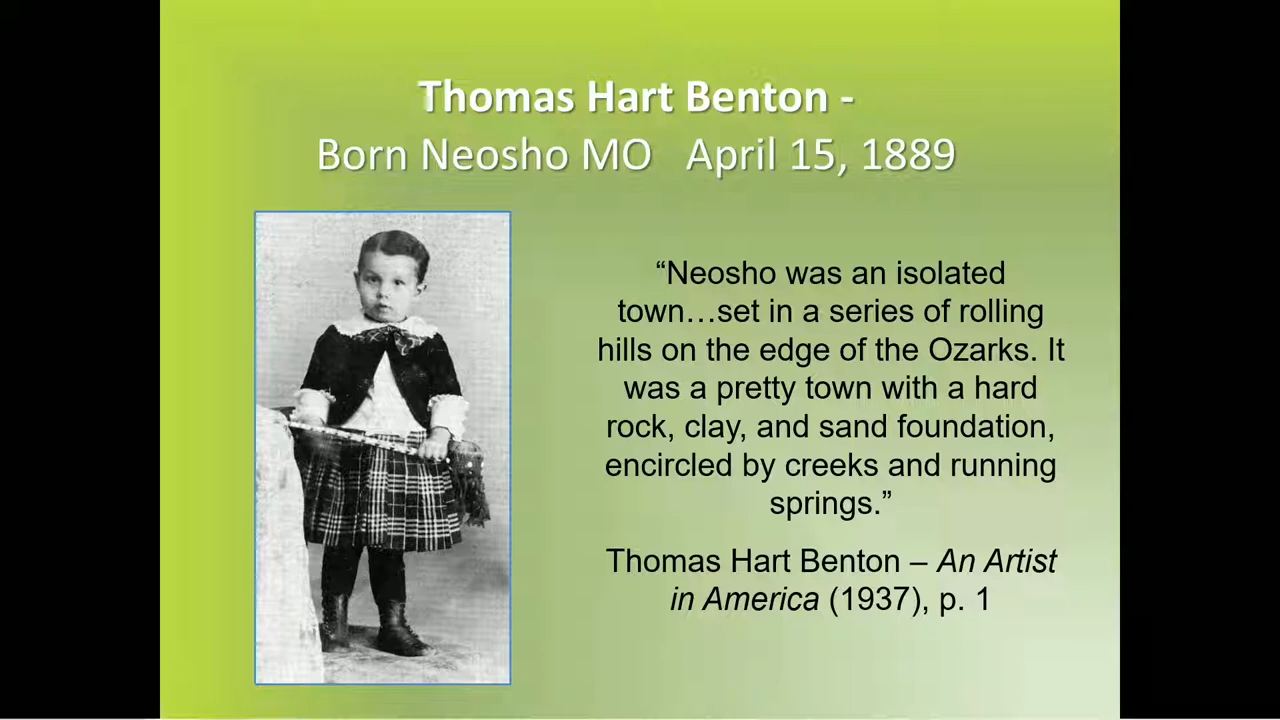 Thomas Hart Benton -
Born Neosho MO   April 15, 1889
“Neosho was an isolated
town…set in a series of rolling
hills on the edge of the Ozarks. It
was a pretty town with a hard
rock, clay, and sand foundation,
encircled by creeks and running
springs.”
Thomas Hart Benton – An Artist
in America (1937), p. 1